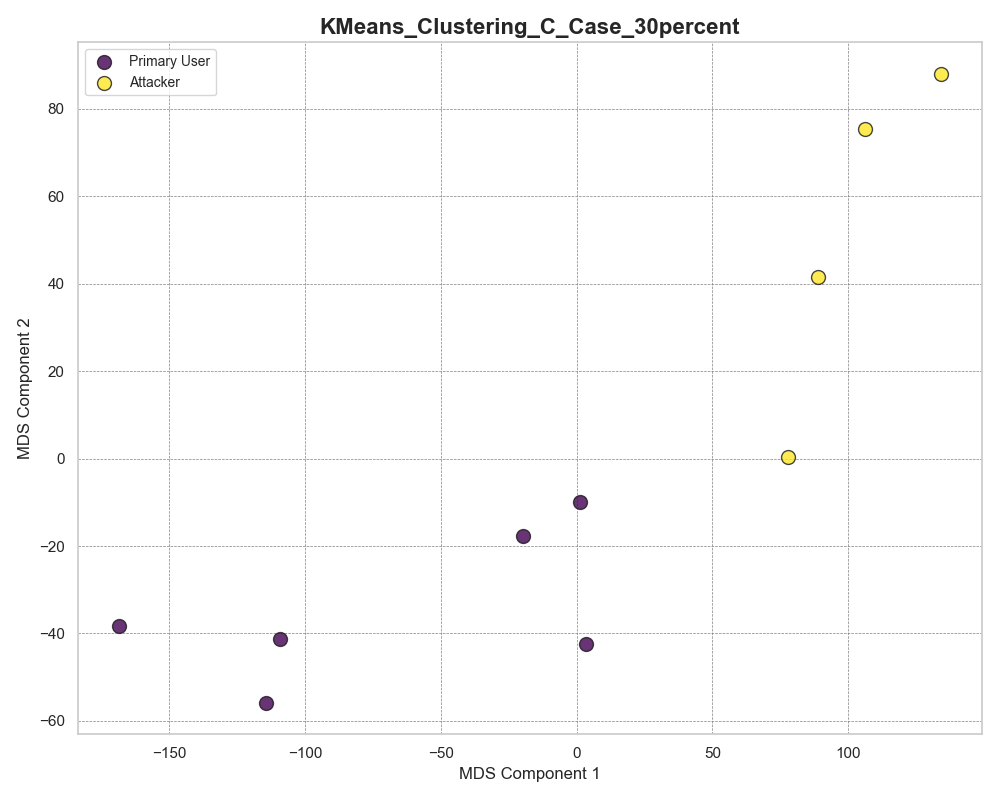 KMeans_Clustering_C_Case_30percent
Primary User
Attacker
80
60
40
20
0
−20
−40
−60
MDS Component 2
−150
−100
−50
0
50
100
MDS Component 1